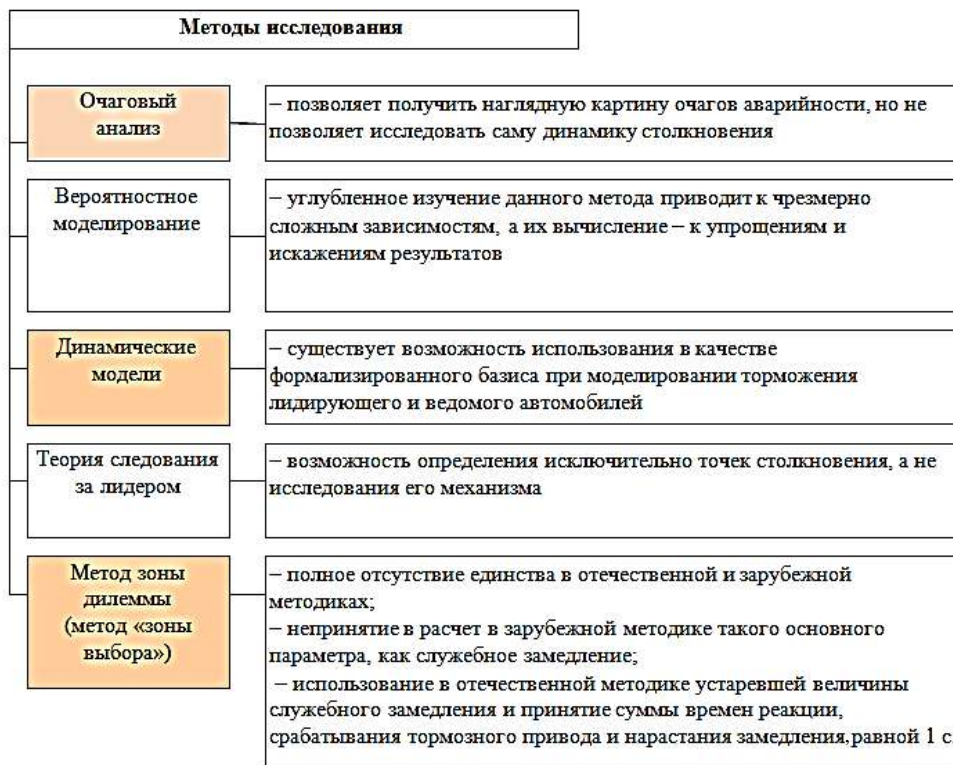 Методы исследования
Очаговый
анализ
– позволяет получить наглядную картину очагов аварийности, но не
позволяет исследовать саму динамику столкновения
Вероятностное
моделирование
– углубленное изучение данного метода приводит к чрезмерно
сложным зависимостям, а их вычисление – к упрощениям и
искажениям результатов
Динамические
модели
– существует возможность использования в качестве
формализированного базиса при моделировании торможения
лидирующего и ведомого автомобилей
Теория следования
за лидером
– возможность определения исключительно точек столкновения, а не
исследования его механизма
Метод зоны
дилеммы
(метод «зоны
выбора»)
– полное отсутствие единства в отечественной и зарубежной
методиках;
– непринятие в расчет в зарубежной методике такого основного
параметра, как служебное замедление;
– использование в отечественной методике устаревшей величины
служебного замедления и принятие суммы времен реакции,
срабатывания тормозного привода и нарастания замедления, равной 1 с